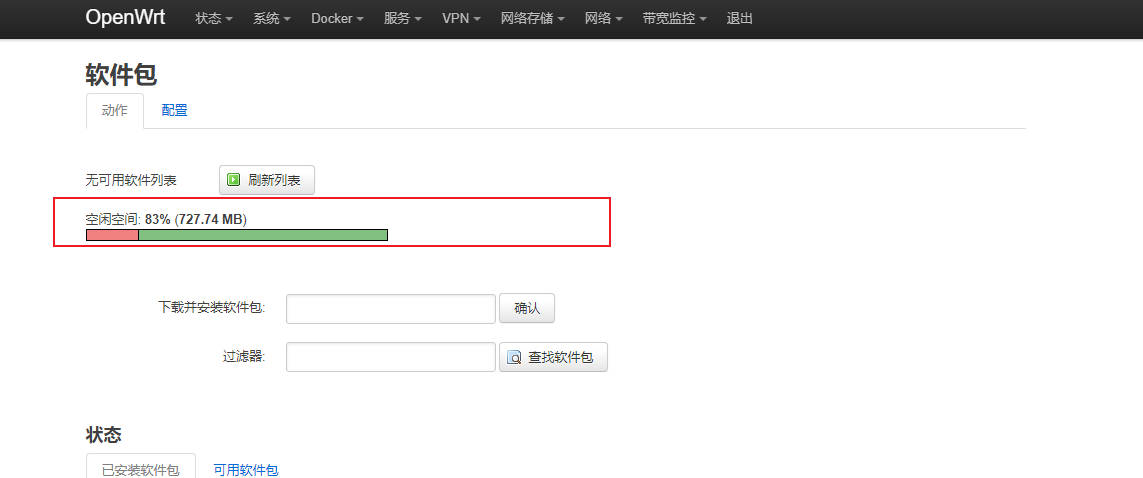 OpenWrt 状态 系统 Docker 服务 VPN 网络存储 网络 带宽监控 退出
软件包
动作 配置
无可用软件列表 刷新列表
空闲空间: 83% (727.74 MB)
下载并安装软件包: 确认
过滤器: 查找软件包
状态
已安装软件包 可用软件包